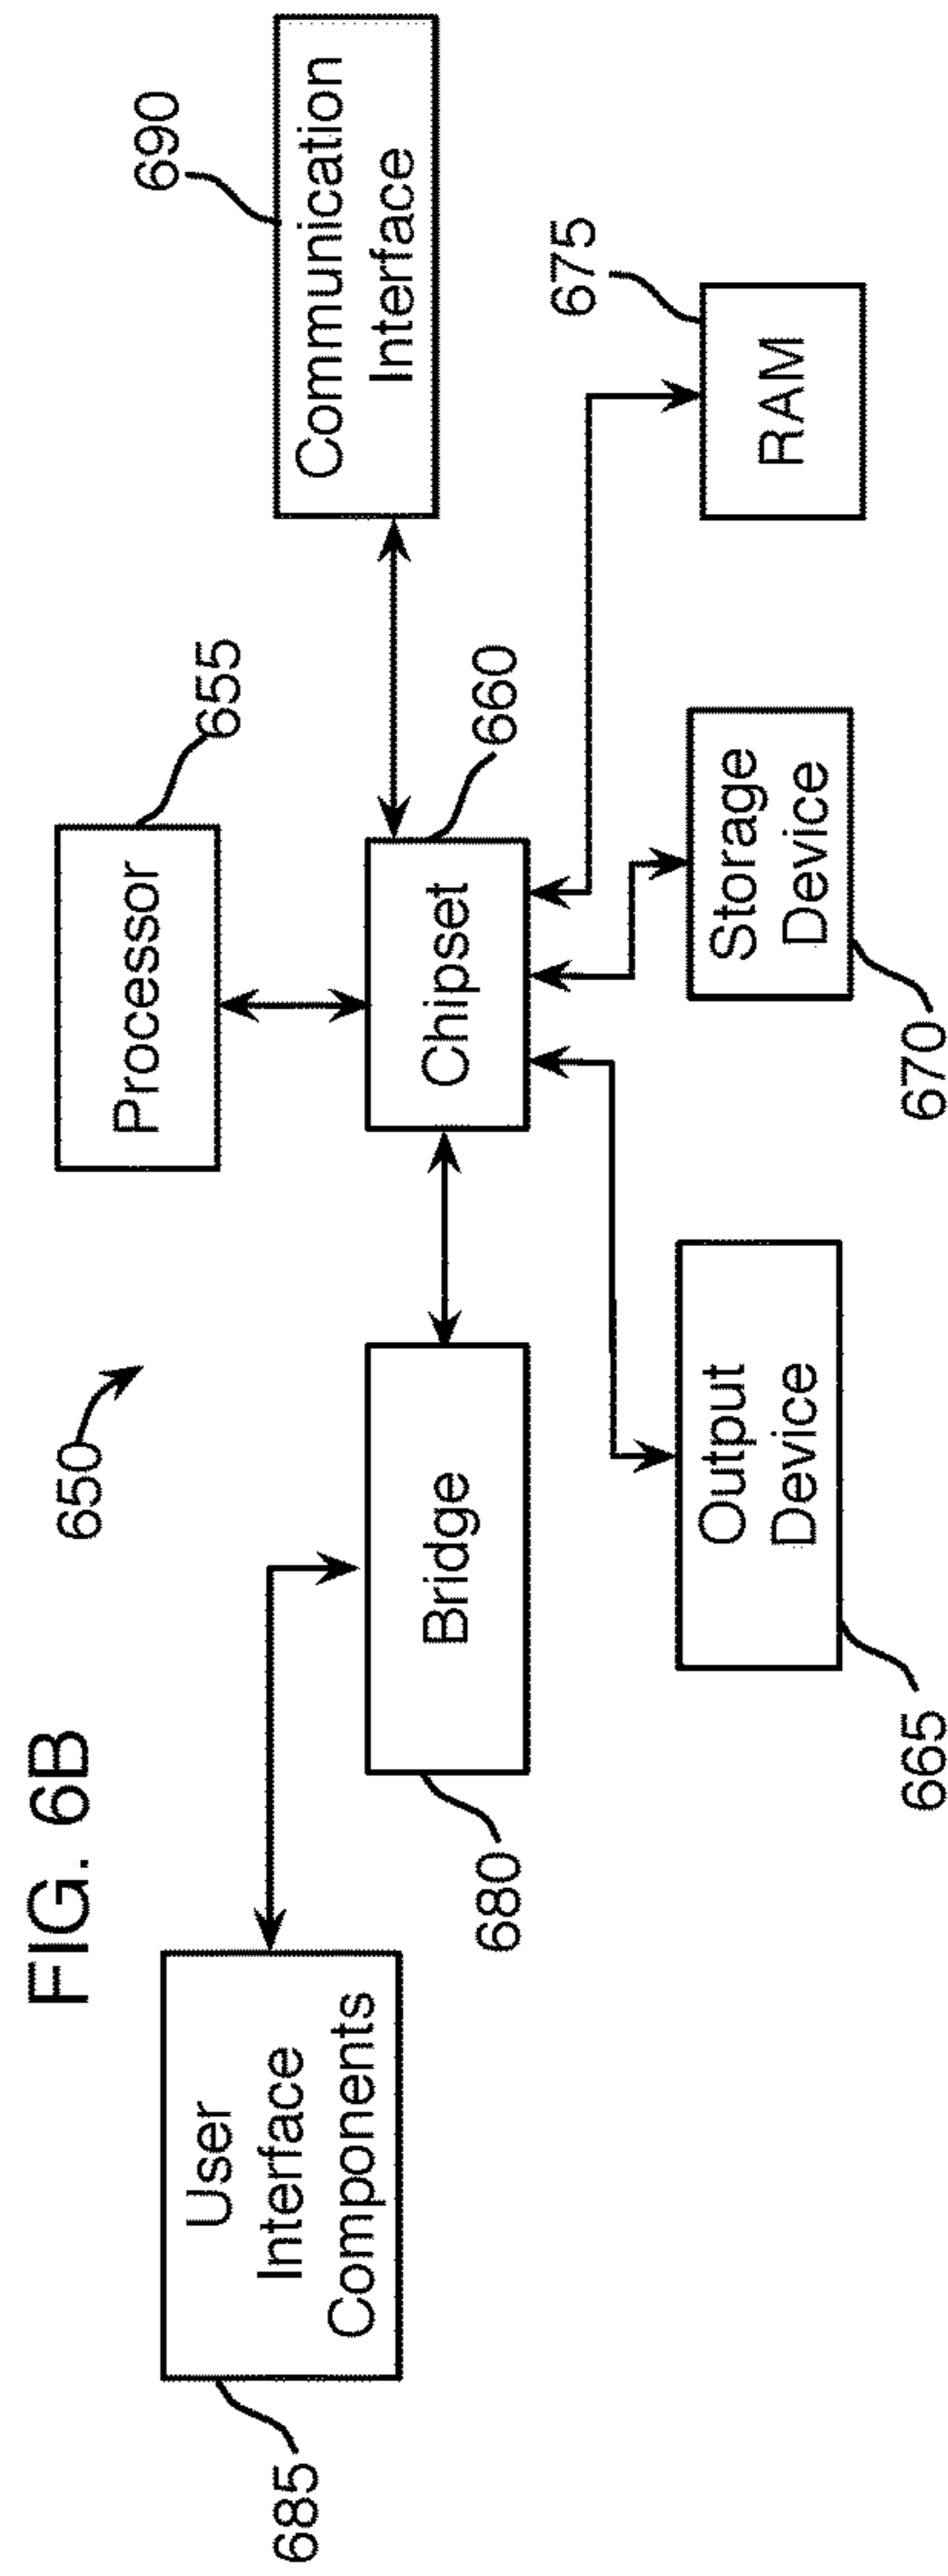 FIG. 6B
650
Processor
655
690
Communication
Interface
685
User
Interface
Components
680
Bridge
Chipset
660
675
RAM
665
Output
Device
670
Storage
Device